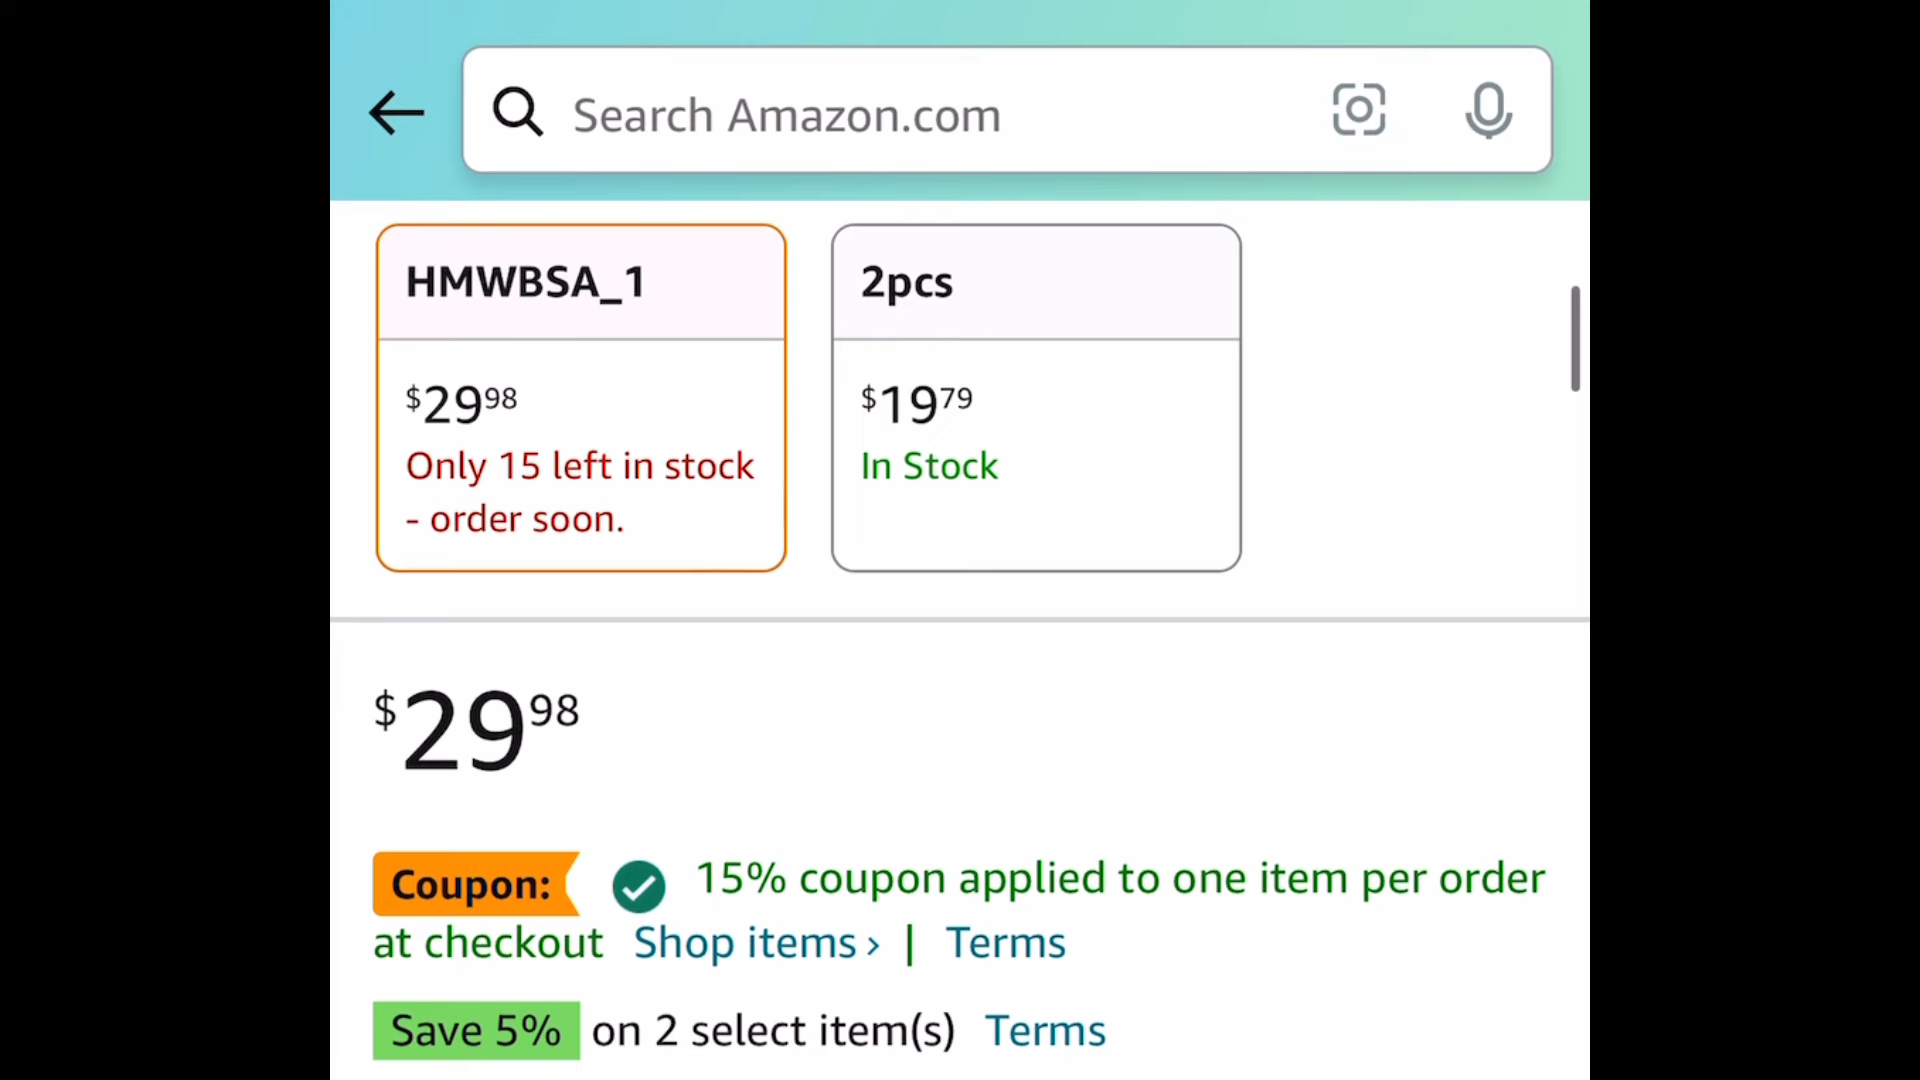 Search Amazon.com
HMWBSA_1
$29.98
Only 15 left in stock
- order soon.
2pcs
$19.79
In Stock
$29.98
Coupon: 15% coupon applied to one item per order
at checkout Shop items › | Terms
Save 5% on 2 select item(s) Terms